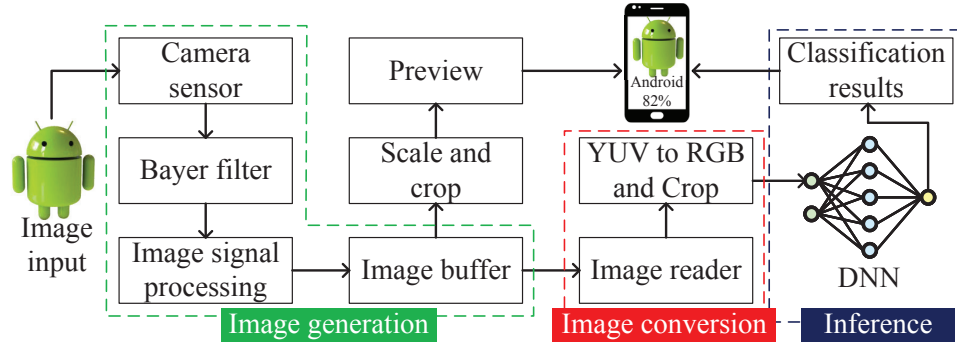 Image
input
Camera
sensor
Bayer filter
Image signal
processing
Image buffer
Image generation
Scale and
crop
Preview
Android
82%
Image reader
YUV to RGB
and Crop
Image conversion
DNN
Classification
results
Inference